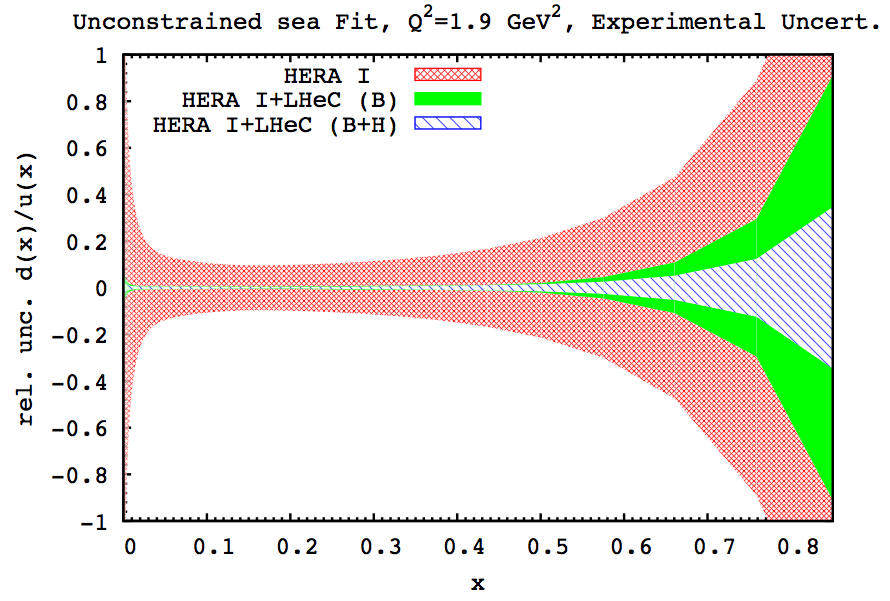 Unconstrained sea Fit, Q²=1.9 GeV², Experimental Uncert.
HERA I
HERA I+LHeC (B)
HERA I+LHeC (B+H)
rel. unc. d(x)/u(x)
1
0.8
0.6
0.4
0.2
0
-0.2
-0.4
-0.6
-0.8
-1
0 0.1 0.2 0.3 0.4 0.5 0.6 0.7 0.8
x